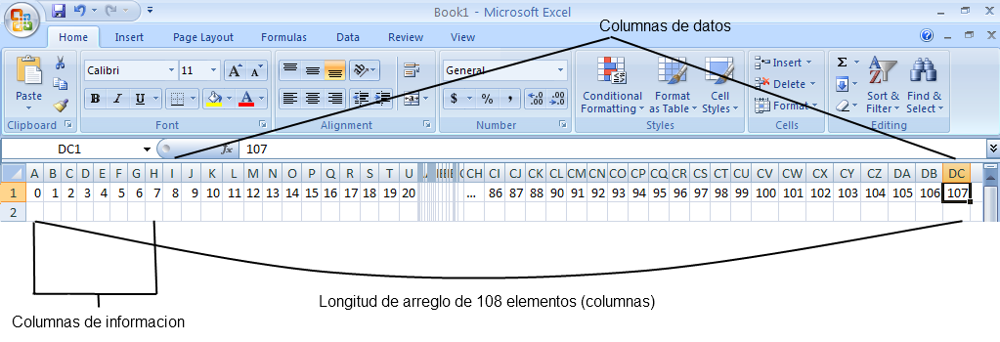 Book1 - Microsoft Excel
Columnas de datos
Home Insert Page Layout Formulas Data Review View
Calibri 11 A A General Insert
Paste B I U $ % , .00 .0 Conditional Formatting Format as Table Cell Styles Delete Format Sort & Filter Find & Select
Clipboard Font Alignment Number Styles Cells Editing
DC1 fx 107
A B C D E F G H I J K L M N O P Q R S T U CH CI CJ CK CL CM CN CO CP CQ CR CS CT CU CV CW CX CY CZ DA DB DC
1 0 1 2 3 4 5 6 7 8 9 10 11 12 13 14 15 16 17 18 19 20 ... 86 87 88 90 91 92 93 94 95 96 97 98 99 100 101 102 103 104 105 106 107
2
Longitud de arreglo de 108 elementos (columnas)
Columnas de informacion